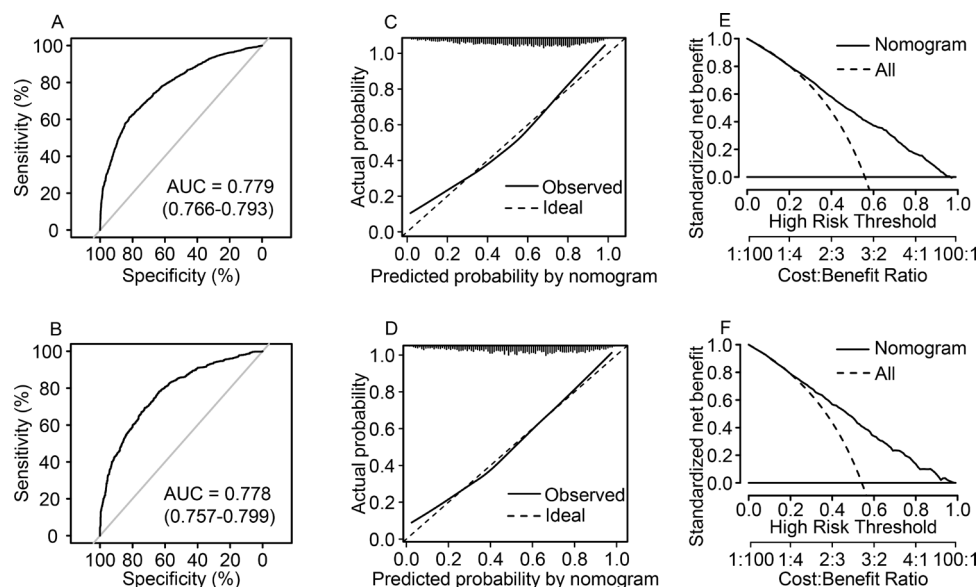 A
100
80
60
40
20
0
Sensitivity (%)
AUC = 0.779
(0.766-0.793)
100 80 60 40 20 0
Specificity (%)
C
1.0
0.8
0.6
0.4
0.2
0.0
Actual probability
Observed
Ideal
0.0 0.2 0.4 0.6 0.8 1.0
Predicted probability by nomogram
E
1.0
0.8
0.6
0.4
0.2
0.0
Standardized net benefit
Nomogram
All
0.0 0.2 0.4 0.6 0.8 1.0
High Risk Threshold
1:100 1:4 2:3 3:2 4:1 100:1
Cost:Benefit Ratio
B
100
80
60
40
20
0
Sensitivity (%)
AUC = 0.778
(0.757-0.799)
100 80 60 40 20 0
Specificity (%)
D
1.0
0.8
0.6
0.4
0.2
0.0
Actual probability
Observed
Ideal
0.0 0.2 0.4 0.6 0.8 1.0
Predicted probability by nomogram
F
1.0
0.8
0.6
0.4
0.2
0.0
Standardized net benefit
Nomogram
All
0.0 0.2 0.4 0.6 0.8 1.0
High Risk Threshold
1:100 1:4 2:3 3:2 4:1 100:1
Cost:Benefit Ratio